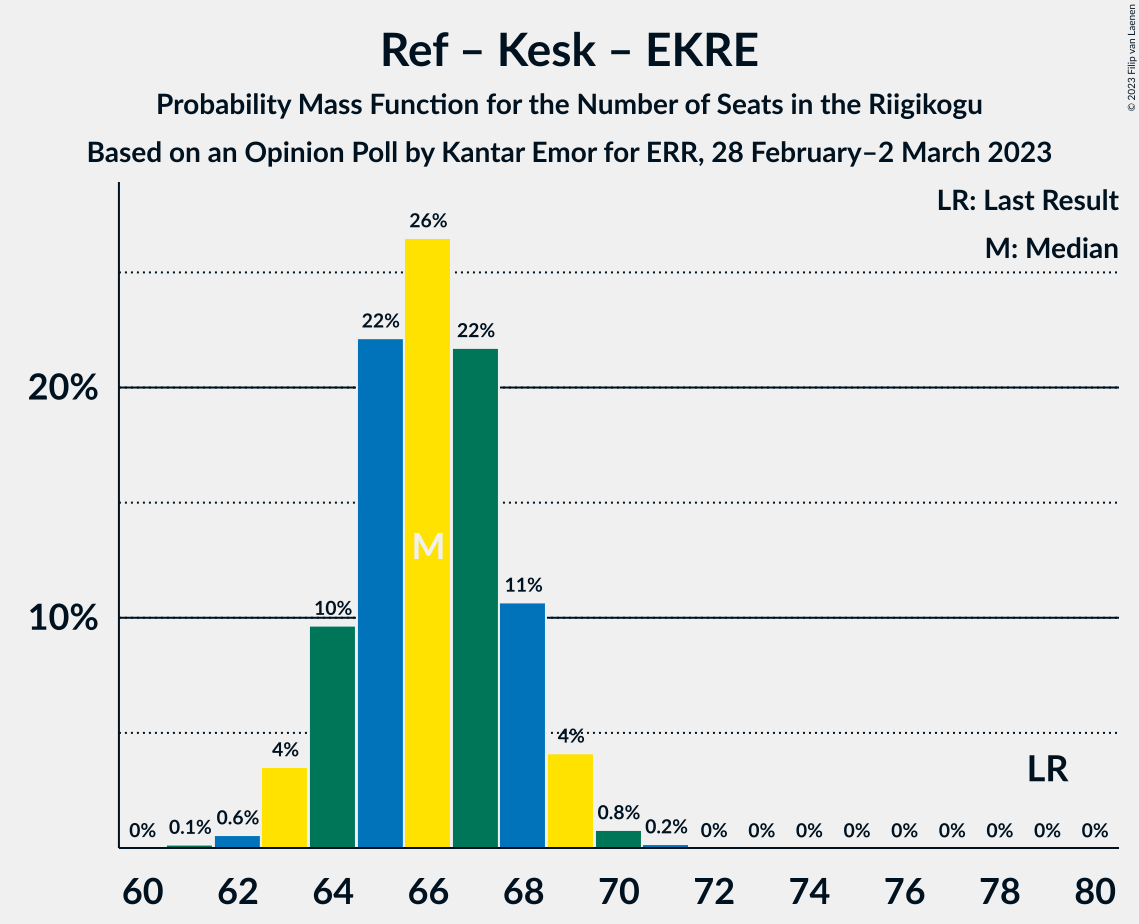 Ref – Kesk – EKRE
Probability Mass Function for the Number of Seats in the Riigikogu
Based on an Opinion Poll by Kantar Emor for ERR, 28 February–2 March 2023
© 2023 Filip van Laenen
LR: Last Result
M: Median
26%
22%
22%
20%
M
11%
10%
10%
4%
4%
LR
0%
0.1%
0.6%
0.8%
0.2%
0%
0%
0%
0%
0%
0%
0%
0%
0%
60 62 64 66 68 70 72 74 76 78 80